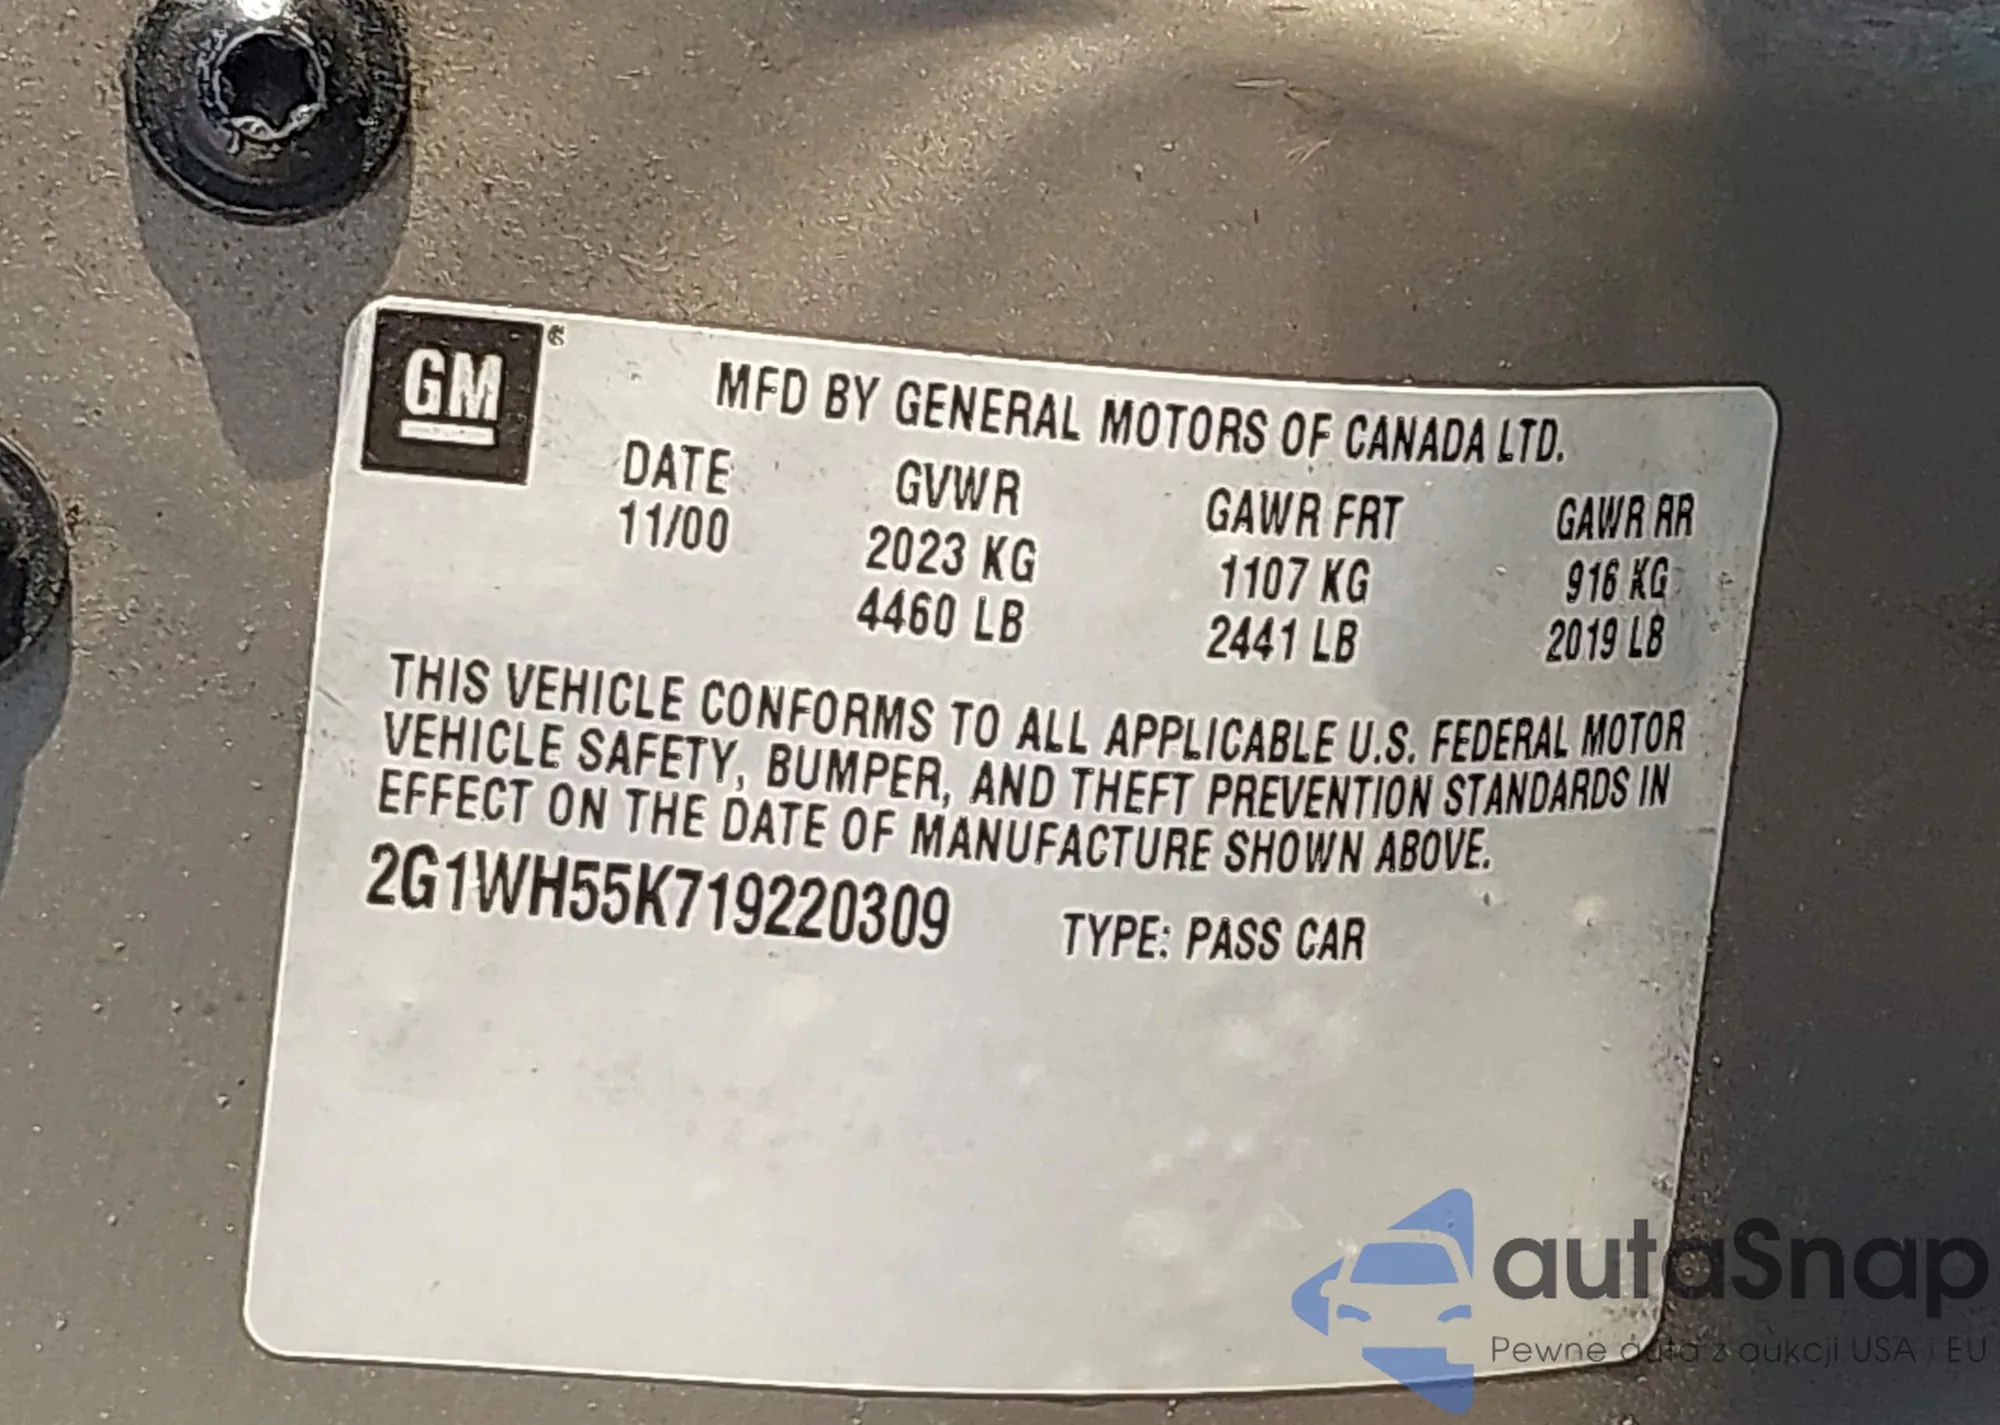 GM
MFD BY GENERAL MOTORS OF CANADA LTD.
DATE GVWR GAWR FRT GAWR RR
11/00 2023 KG 1107 KG 916 KG
4460 LB 2441 LB 2019 LB
THIS VEHICLE CONFORMS TO ALL APPLICABLE U.S. FEDERAL MOTOR
VEHICLE SAFETY, BUMPER, AND THEFT PREVENTION STANDARDS IN
EFFECT ON THE DATE OF MANUFACTURE SHOWN ABOVE.
2G1WH55K719220309 TYPE: PASS CAR
autaSnap
Pewne auta z aukcji USA i EU